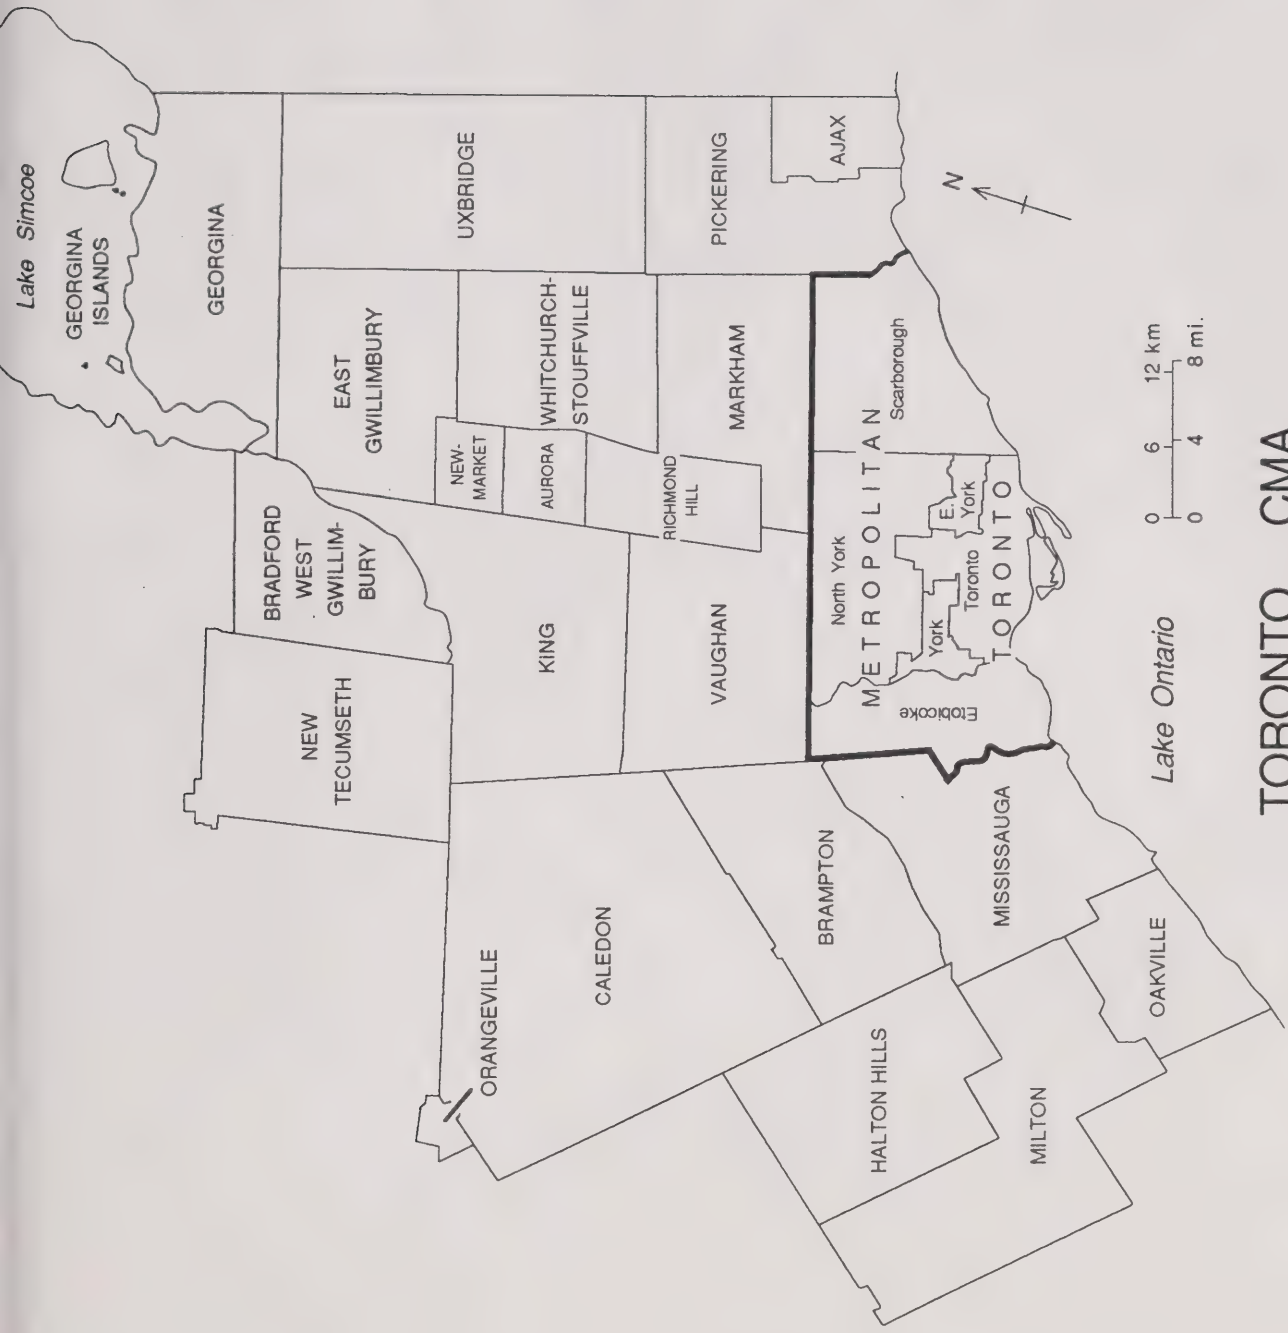 Lake Simcoe
GEORGINA
ISLANDS
GEORGINA
BRADFORD
WEST
GWILLIM-
BURY
EAST
GWILLIMBURY
UXBRIDGE
NEW
TECUMSETH
NEW-
MARKET
WHITCHURCH-
STOUFFVILLE
AURORA
KING
ORANGEVILLE
CALEDON
RICHMOND
HILL
VAUGHAN
MARKHAM
PICKERING
AJAX
BRAMPTON
HALTON HILLS
North York
METROPOLITAN
Scarborough
Etobicoke
York
E.
York
Toronto
TORONTO
MISSISSAUGA
MILTON
OAKVILLE
N
Lake Ontario
0 6 12 km
0 4 8 mi.
TORONTO CMA